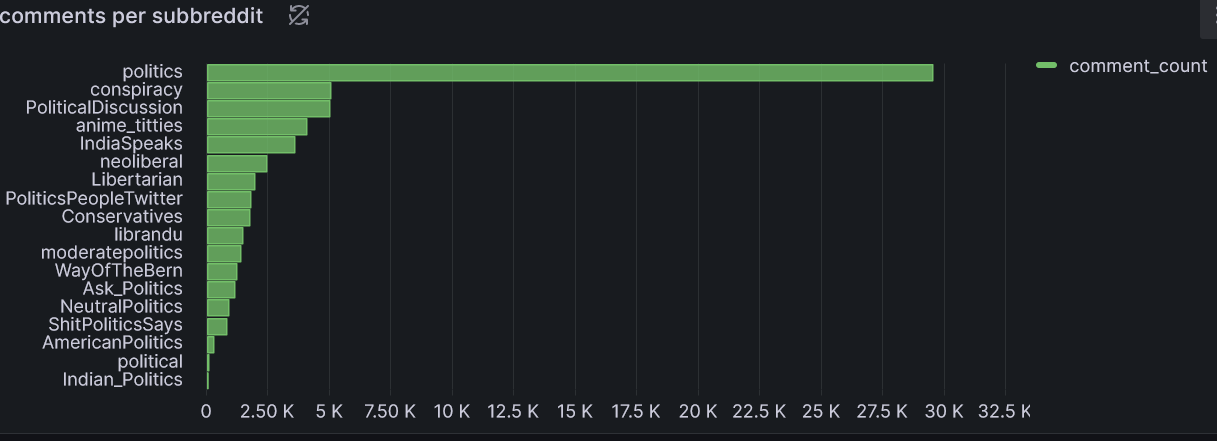 comments per subbreddit
comment_count
politics
conspiracy
PoliticalDiscussion
anime_titties
IndiaSpeaks
neoliberal
Libertarian
PoliticsPeopleTwitter
Conservatives
librandu
moderatepolitics
WayOfTheBern
Ask_Politics
NeutralPolitics
ShitPoliticsSays
AmericanPolitics
political
Indian_Politics
0 2.50 K 5 K 7.50 K 10 K 12.5 K 15 K 17.5 K 20 K 22.5 K 25 K 27.5 K 30 K 32.5 K